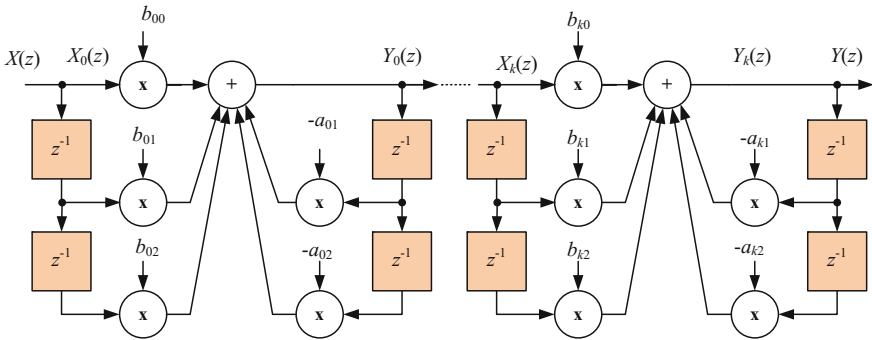 b₀₀
bₖ₀
X(z) X₀(z) Y₀(z) Xₖ(z) Yₖ(z) Y(z)
x + x +
z⁻¹ b₀₁ -a₀₁ z⁻¹ z⁻¹ bₖ₁ -aₖ₁ z⁻¹
x x x x
z⁻¹ b₀₂ -a₀₂ z⁻¹ z⁻¹ bₖ₂ -aₖ₂ z⁻¹
x x x x